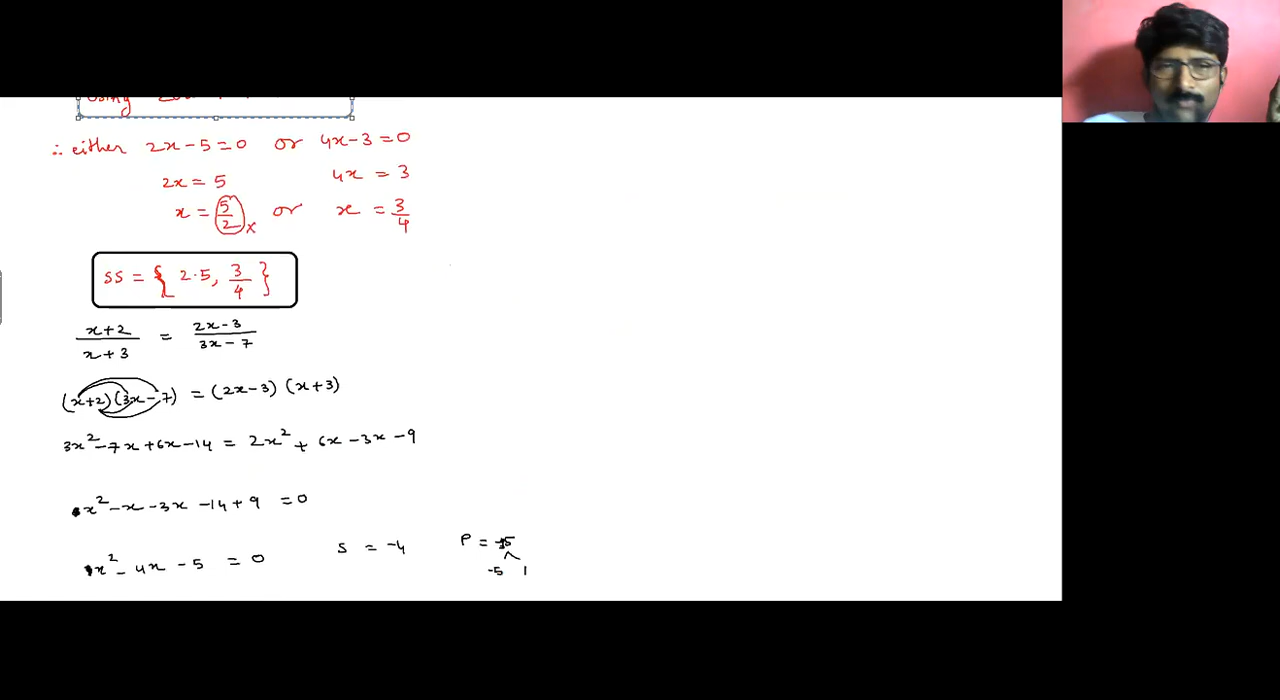 using
∴ either 2x-5=0 or 4x-3=0
2x = 5 4x = 3
x = 5/2 or x = 3/4
SS = { 2.5, 3/4 }
x+2/x+3 = 2x-3/3x-7
(x+2)(3x-7) = (2x-3)(x+3)
3x²-7x+6x-14 = 2x²+6x-3x-9
x²-x-3x-14+9 = 0
x²-4x-5 = 0 S = -4 P = -5
-5 1